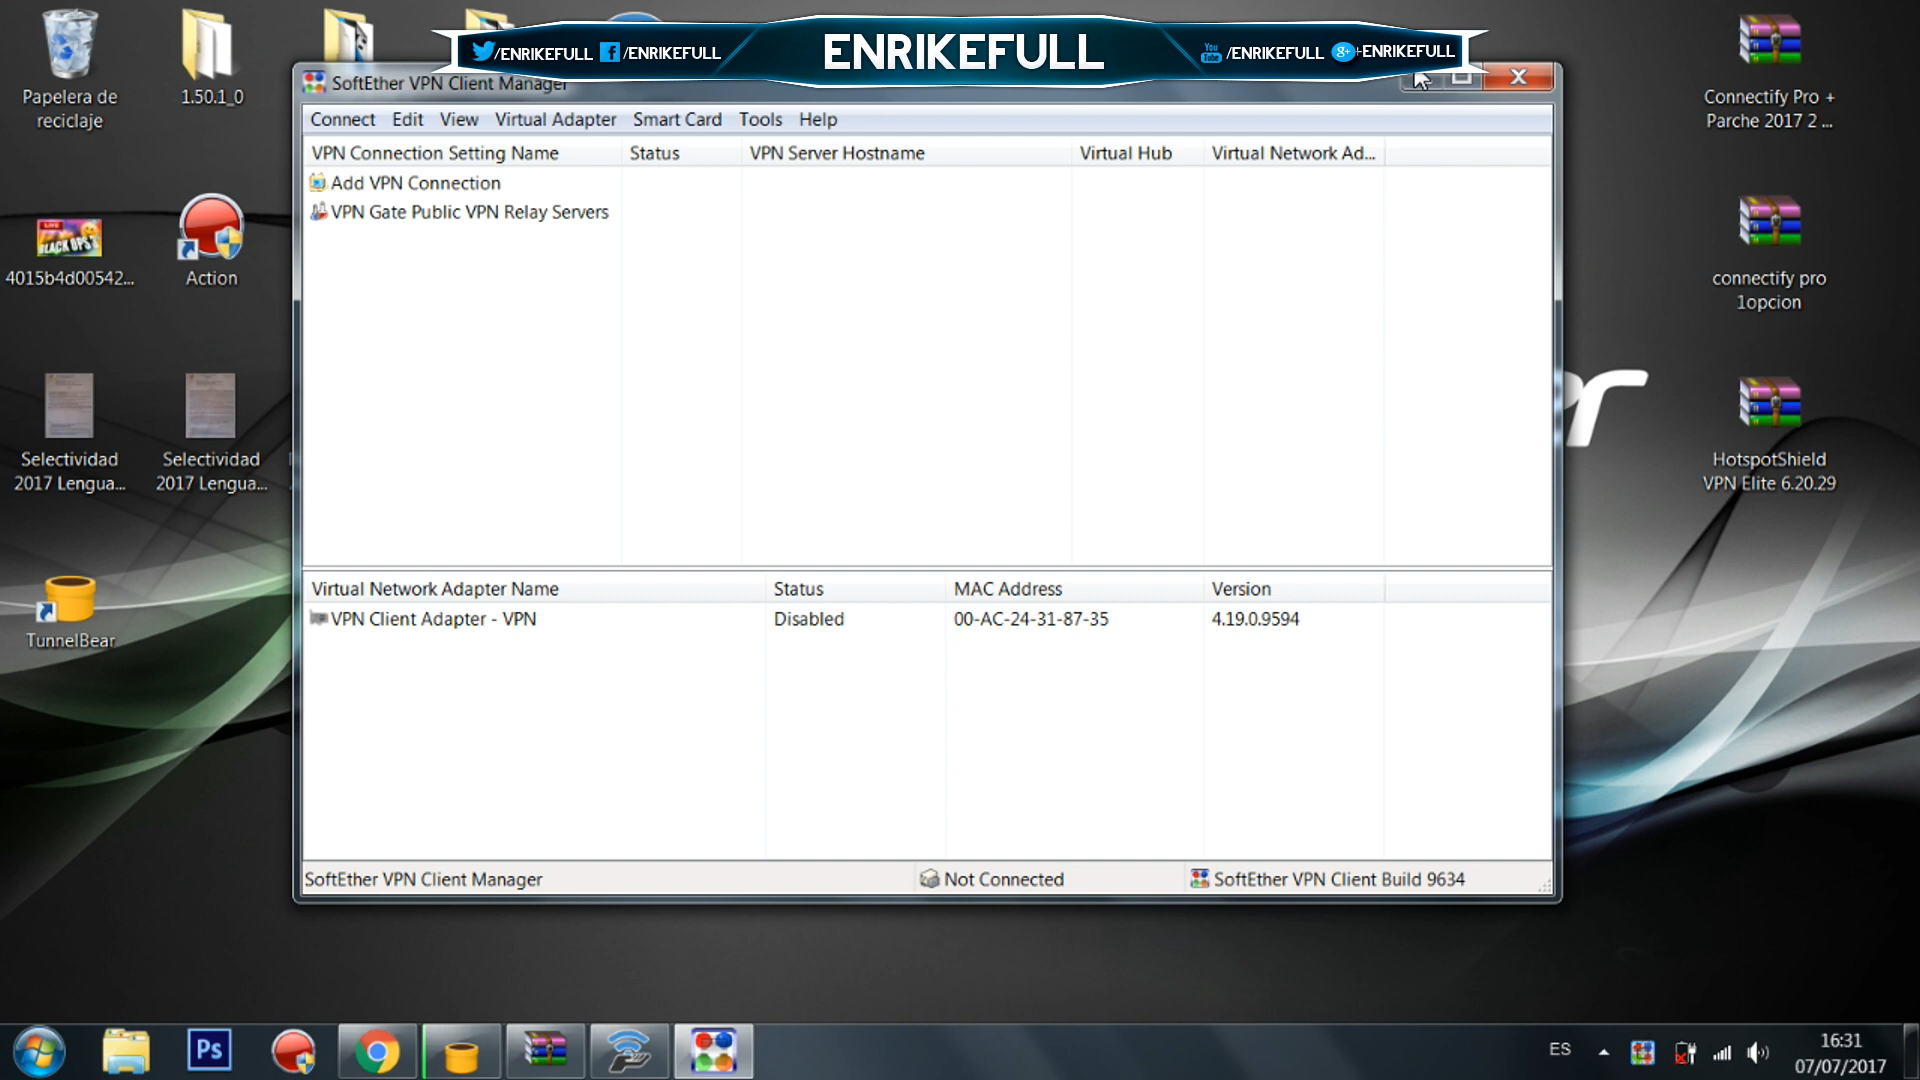 /ENRIKEFULL /ENRIKEFULL ENRIKEFULL You Tube /ENRIKEFULL g+ +ENRIKEFULL
SoftEther VPN Client Manager
Connect Edit View Virtual Adapter Smart Card Tools Help
VPN Connection Setting Name Status VPN Server Hostname Virtual Hub Virtual Network Ad...
Add VPN Connection
VPN Gate Public VPN Relay Servers
Virtual Network Adapter Name Status MAC Address Version
VPN Client Adapter - VPN Disabled 00-AC-24-31-87-35 4.19.0.9594
SoftEther VPN Client Manager Not Connected SoftEther VPN Client Build 9634
Papelera de
reciclaje
1.50.1_0
LIVE
BLACK OPS
4015b4d00542...
Action
Selectividad
2017 Lengua...
Selectividad
2017 Lengua...
TunnelBear
Connectify Pro +
Parche 2017 2 ...
connectify pro
1opcion
HotspotShield
VPN Elite 6.20.29
r
Ps
ES
16:31
07/07/2017